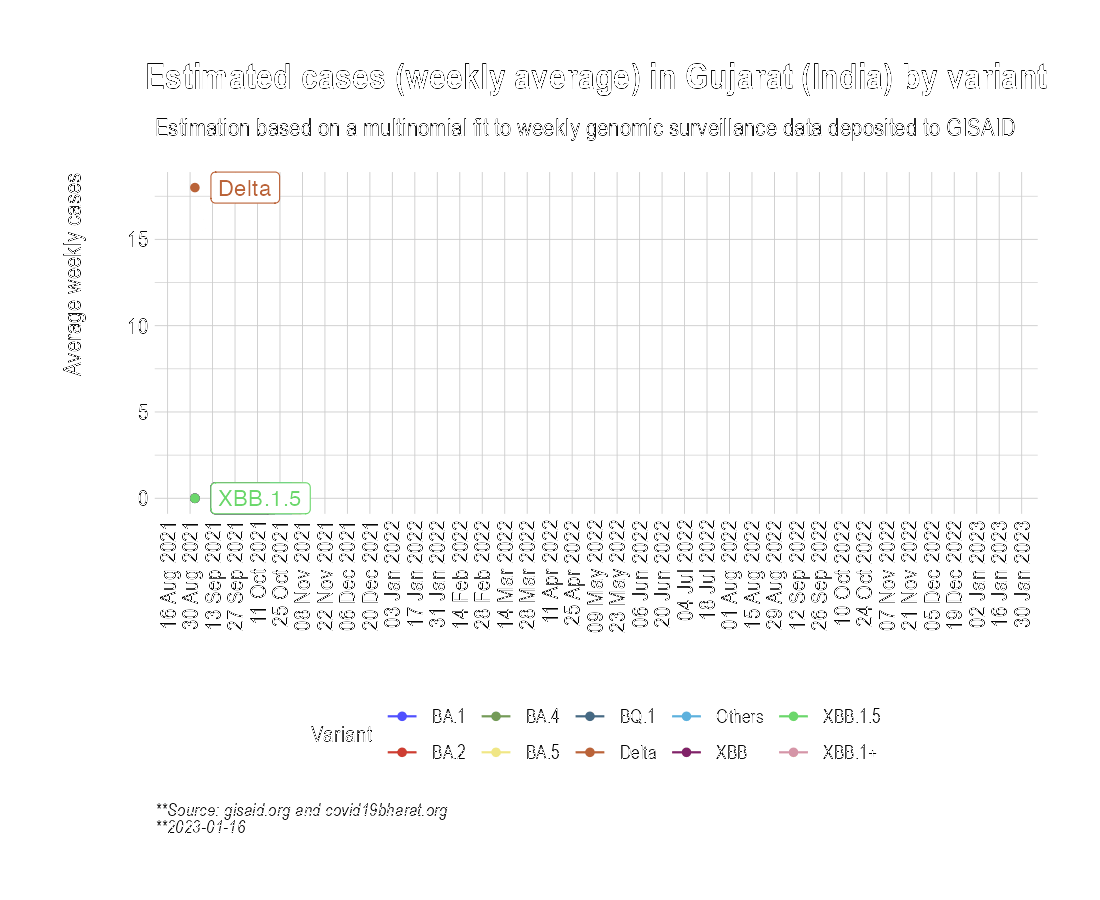 Estimated cases (weekly average) in Gujarat (India) by variant
Estimation based on a multinomial fit to weekly genomic surveillance data deposited to GISAID
Average weekly cases
Delta
15
10
5
0
XBB.1.5
16 Aug 2021
30 Aug 2021
13 Sep 2021
27 Sep 2021
11 Oct 2021
25 Oct 2021
08 Nov 2021
22 Nov 2021
06 Dec 2021
20 Dec 2021
03 Jan 2022
17 Jan 2022
31 Jan 2022
14 Feb 2022
28 Feb 2022
14 Mar 2022
28 Mar 2022
11 Apr 2022
25 Apr 2022
09 May 2022
23 May 2022
06 Jun 2022
20 Jun 2022
04 Jul 2022
18 Jul 2022
01 Aug 2022
15 Aug 2022
29 Aug 2022
12 Sep 2022
26 Sep 2022
10 Oct 2022
24 Oct 2022
07 Nov 2022
21 Nov 2022
05 Dec 2022
19 Dec 2022
02 Jan 2023
16 Jan 2023
30 Jan 2023
Variant
BA.1 BA.4 BQ.1 Others XBB.1.5
BA.2 BA.5 Delta XBB XBB.1+
**Source: gisaid.org and covid19bharat.org
**2023-01-16